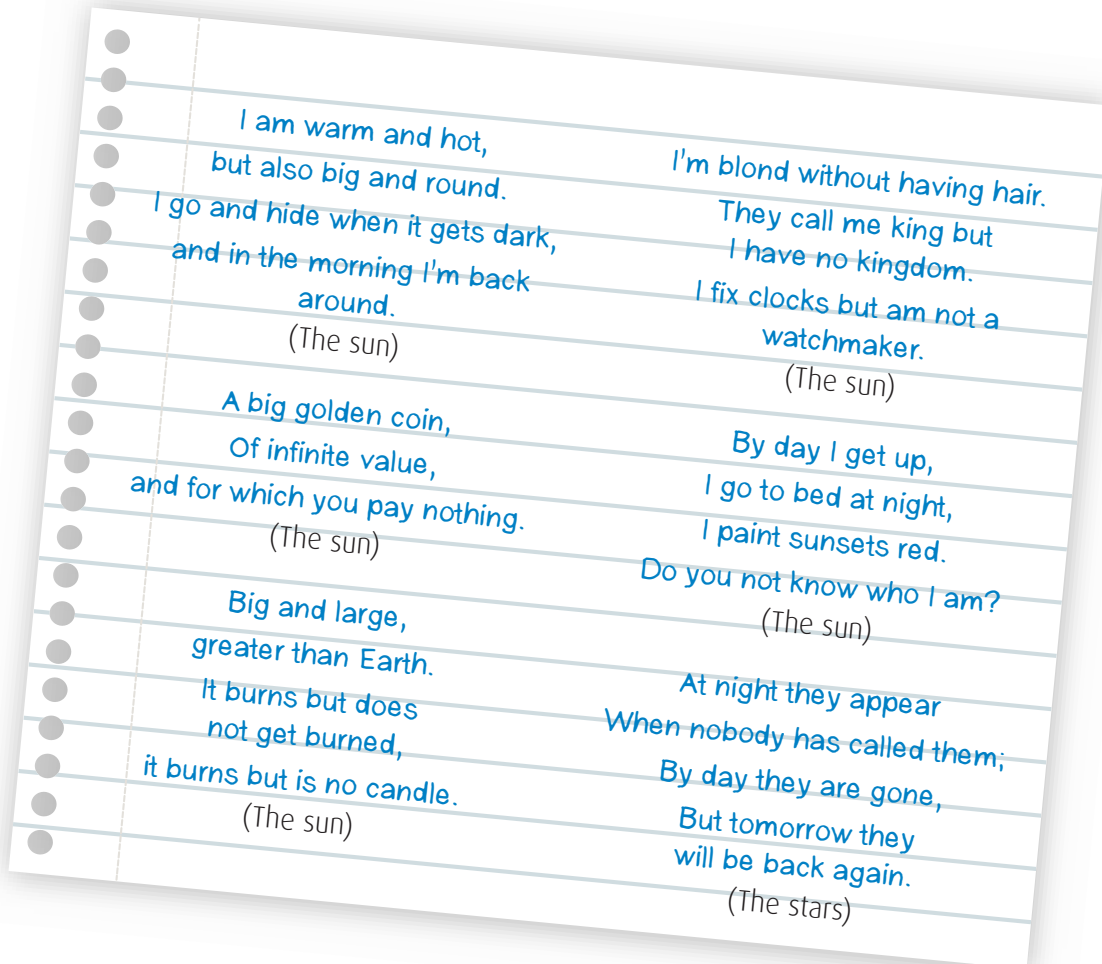 I am warm and hot,
but also big and round.
I go and hide when it gets dark,
and in the morning I'm back
around.
(The sun)
A big golden coin,
Of infinite value,
and for which you pay nothing.
(The sun)
Big and large,
greater than Earth.
It burns but does
not get burned,
it burns but is no candle.
(The sun)
I'm blond without having hair.
They call me king but
I have no kingdom.
I fix clocks but am not a
watchmaker.
(The sun)
By day I get up,
I go to bed at night,
I paint sunsets red.
Do you not know who I am?
(The sun)
At night they appear
When nobody has called them;
By day they are gone,
But tomorrow they
will be back again.
(The stars)